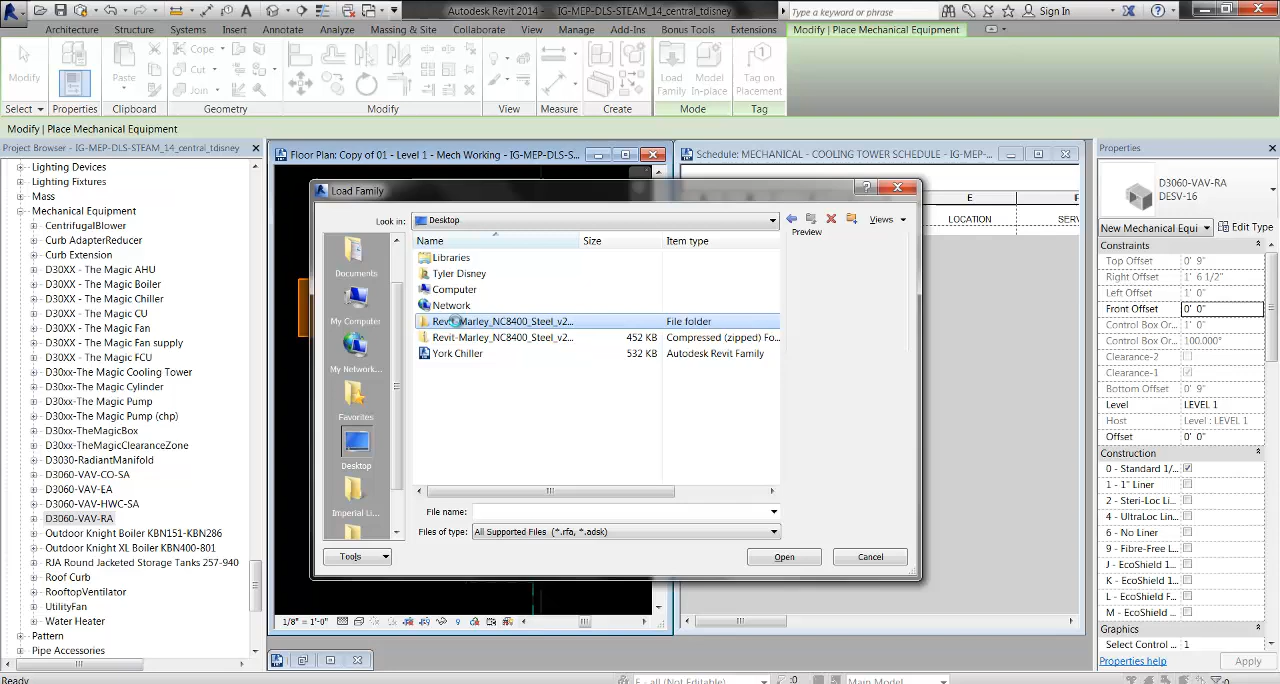 Autodesk Revit 2014 - IG-MEP-DLS-STEAM_14_central_tdisney
Type a keyword or phrase
Sign In
Architecture Structure Systems Insert Annotate Analyze Massing & Site Collaborate View Manage Add-Ins Bonus Tools Extensions Modify | Place Mechanical Equipment
Modify Paste Cope Cut Join Load Family Model In-place Tag on Placement
Select Properties Clipboard Geometry Modify View Measure Create Mode Tag
Modify | Place Mechanical Equipment
Project Browser - IG-MEP-DLS-STEAM_14_central_tdisney
Lighting Devices
Lighting Fixtures
Mass
Mechanical Equipment
CentrifugalBlower
Curb AdapterReducer
Curb Extension
D30XX - The Magic AHU
D30XX - The Magic Boiler
D30XX - The Magic Chiller
D30XX - The Magic CU
D30xx - The Magic Fan
D30xx - The Magic Fan supply
D30XX - The Magic FCU
D30xx-The Magic Cooling Tower
D30xx-The Magic Cylinder
D30xx-The Magic Pump
D30xx-The Magic Pump (chp)
D30xx-TheMagicBox
D30xx-TheMagicClearanceZone
D3030-RadiantManifold
D3060-VAV-CO-SA
D3060-VAV-EA
D3060-VAV-HWC-SA
D3060-VAV-RA
Outdoor Knight Boiler KBN151-KBN286
Outdoor Knight XL Boiler KBN400-801
RJA Round Jacketed Storage Tanks 257-940
Roof Curb
RooftopVentilator
UtilityFan
Water Heater
Pattern
Pipe Accessories
Ready
Floor Plan: Copy of 01 - Level 1 - Mech Working - IG-MEP-DLS-S...
Schedule: MECHANICAL - COOLING TOWER SCHEDULE - IG-MEP-...
E F
LOCATION SERV
Load Family
Look in: Desktop
Views
Preview
Documents
My Computer
My Network...
Favorites
Desktop
Imperial Li...
Name Size Item type
Libraries
Tyler Disney
Computer
Network
Revit-Marley_NC8400_Steel_v2... File folder
Revit-Marley_NC8400_Steel_v2... 452 KB Compressed (zipped) Fo...
York Chiller 532 KB Autodesk Revit Family
File name:
Files of type: All Supported Files (*.rfa, *.adsk)
Tools Open Cancel
1/8" = 1'-0"
Properties
D3060-VAV-RA
DESV-16
New Mechanical Equi Edit Type
Constraints
Top Offset 0' 9"
Right Offset 1' 6 1/2"
Left Offset 1' 0"
Front Offset 0' 0"
Control Box Or... 1' 0"
Control Box Or... 100.000°
Clearance-2
Clearance-1
Bottom Offset 0' 9"
Level LEVEL 1
Host Level : LEVEL 1
Offset 0' 0"
Construction
0 - Standard 1/...
1 - 1" Liner
2 - Steri-Loc Li
4 - UltraLoc Lin
6 - No Liner
9 - Fibre-Free L
J - EcoShield 1/
K - EcoShield 1
L - EcoShield F
M - EcoShield
Graphics
Select Control ... 1
Properties help Apply
E - all (Not Editable) :0 Main Model :0